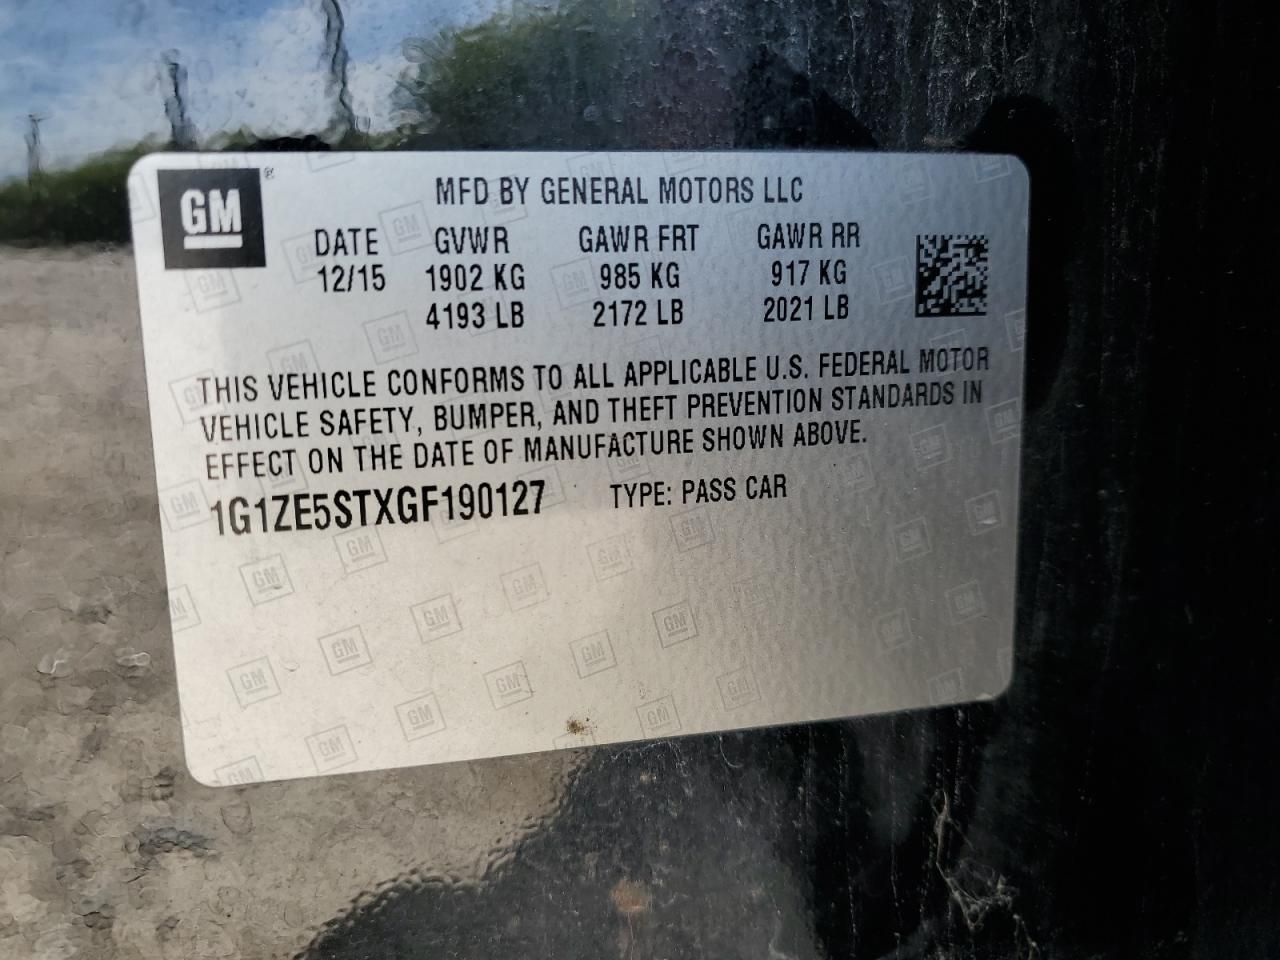 GM®
MFD BY GENERAL MOTORS LLC
DATE GVWR GAWR FRT GAWR RR
12/15 1902 KG 985 KG 917 KG
4193 LB 2172 LB 2021 LB
THIS VEHICLE CONFORMS TO ALL APPLICABLE U.S. FEDERAL MOTOR
VEHICLE SAFETY, BUMPER, AND THEFT PREVENTION STANDARDS IN
EFFECT ON THE DATE OF MANUFACTURE SHOWN ABOVE.
1G1ZE5STXGF190127 TYPE: PASS CAR